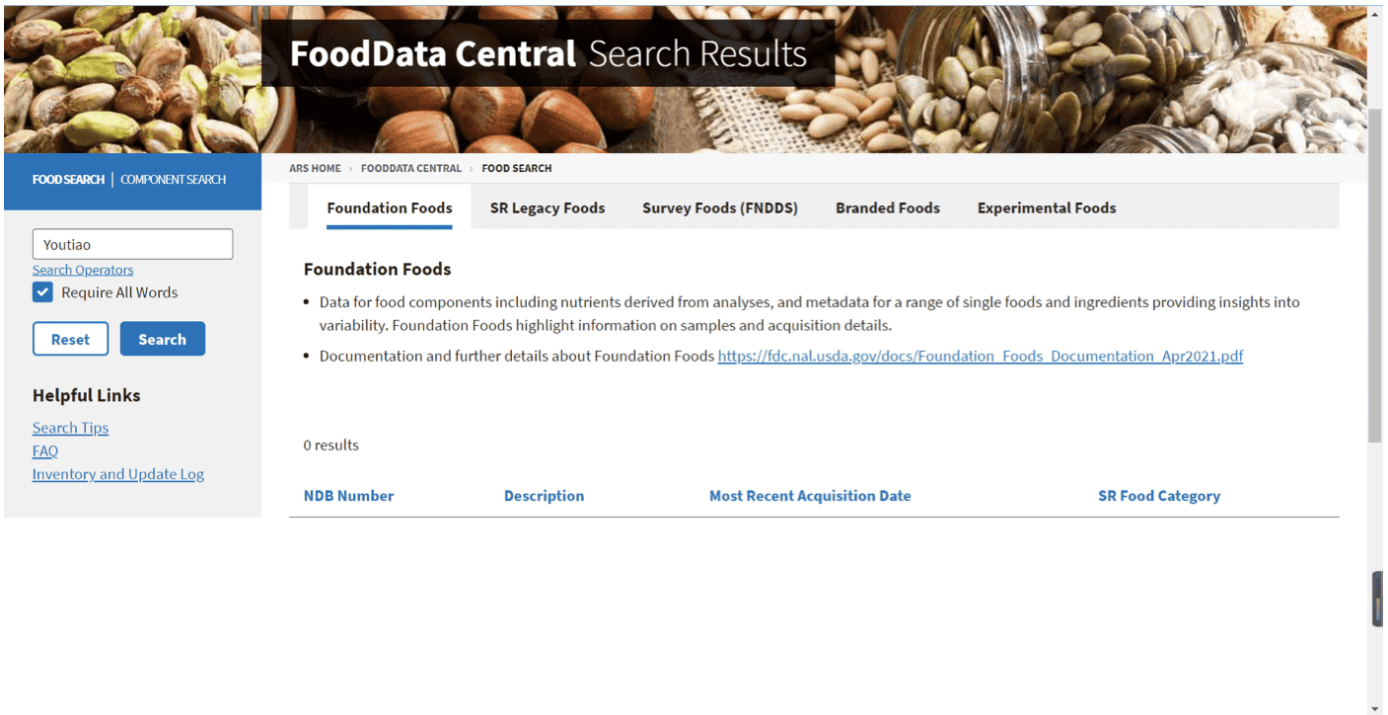 FoodData Central Search Results
FOOD SEARCH | COMPONENT SEARCH
ARS HOME › FOODDATA CENTRAL › FOOD SEARCH
Youtiao
Search Operators
Require All Words
Reset Search
Helpful Links
Search Tips
FAQ
Inventory and Update Log
Foundation Foods SR Legacy Foods Survey Foods (FNDDS) Branded Foods Experimental Foods
Foundation Foods
• Data for food components including nutrients derived from analyses, and metadata for a range of single foods and ingredients providing insights into
variability. Foundation Foods highlight information on samples and acquisition details.
• Documentation and further details about Foundation Foods https://fdc.nal.usda.gov/docs/Foundation_Foods_Documentation_Apr2021.pdf
0 results
NDB Number Description Most Recent Acquisition Date SR Food Category